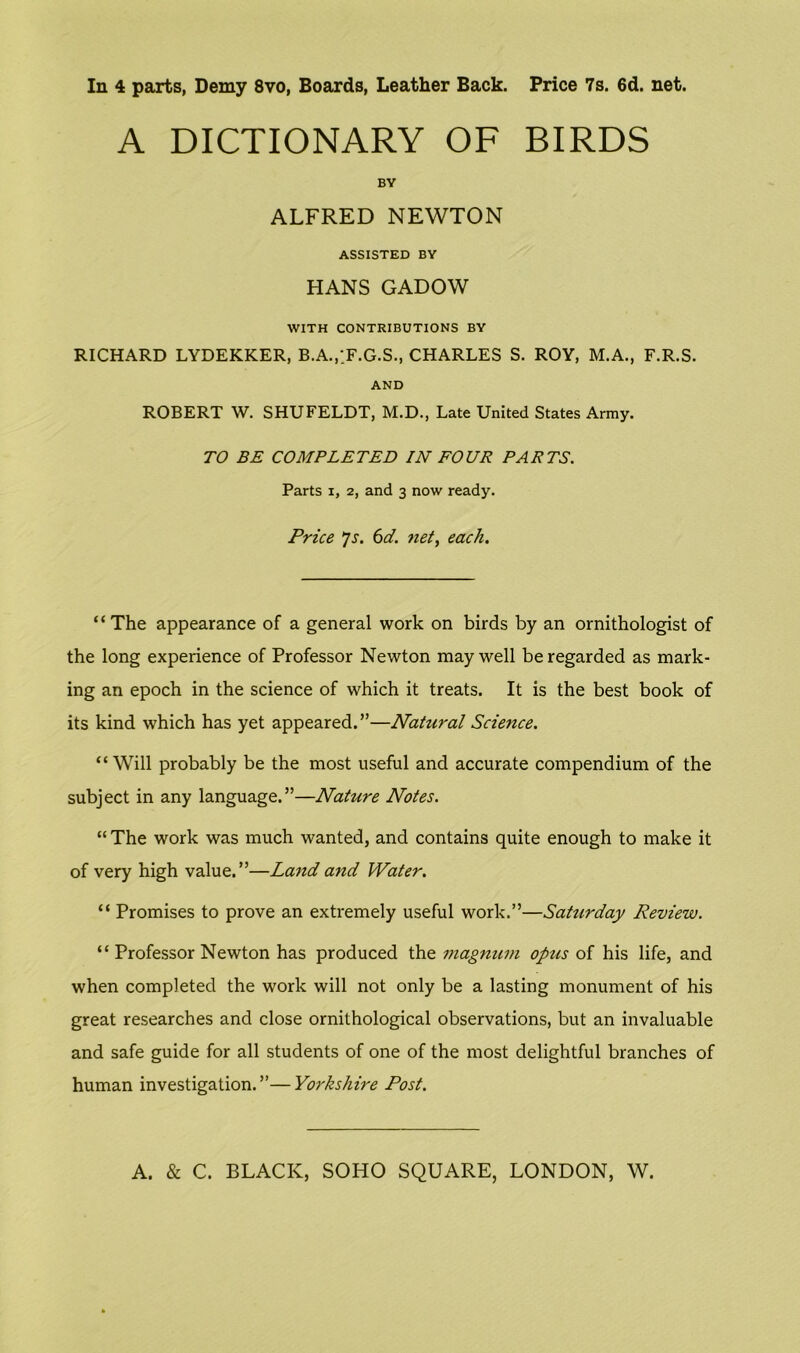 In 4 parts, Demy 8vo, Boards, Leather Back. Price 7s. 6d. net.
A DICTIONARY OF BIRDS
BY
ALFRED NEWTON
ASSISTED BY
HANS GADOW
WITH CONTRIBUTIONS BY
RICHARD LYDEKKER, B.A.,:F.G.S., CHARLES S. ROY, M.A., F.R.S.
AND
ROBERT W. SHUFELDT, M.D., Late United States Army.
TO BE COMPLETED IN FOUR PARTS.
Parts 1, 2, and 3 now ready.
Price 7s. 6d. net, each.
“The appearance of a general work on birds by an ornithologist of
the long experience of Professor Newton may well be regarded as mark-
ing an epoch in the science of which it treats. It is the best book of
its kind which has yet appeared.”—Natural Science.
“Will probably be the most useful and accurate compendium of the
subject in any language.”—Nature Notes.
“The work was much wanted, and contains quite enough to make it
of very high value.”—Land and Water.
“Promises to prove an extremely useful work.”—Saturday Review.
“Professor Newton has produced the magnum opus of his life, and
when completed the work will not only be a lasting monument of his
great researches and close ornithological observations, but an invaluable
and safe guide for all students of one of the most delightful branches of
human investigation.”—Yorkshire Post.
A. & C. BLACK, SOHO SQUARE, LONDON, W.